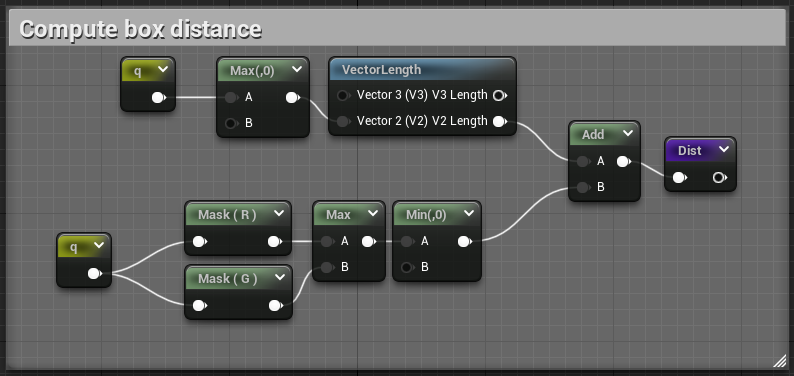 Compute box distance
q
Max(,0)
A
B
VectorLength
Vector 3 (V3) V3 Length
Vector 2 (V2) V2 Length
Add
A
B
Dist
q
Mask ( R )
Mask ( G )
Max
A
B
Min(,0)
A
B